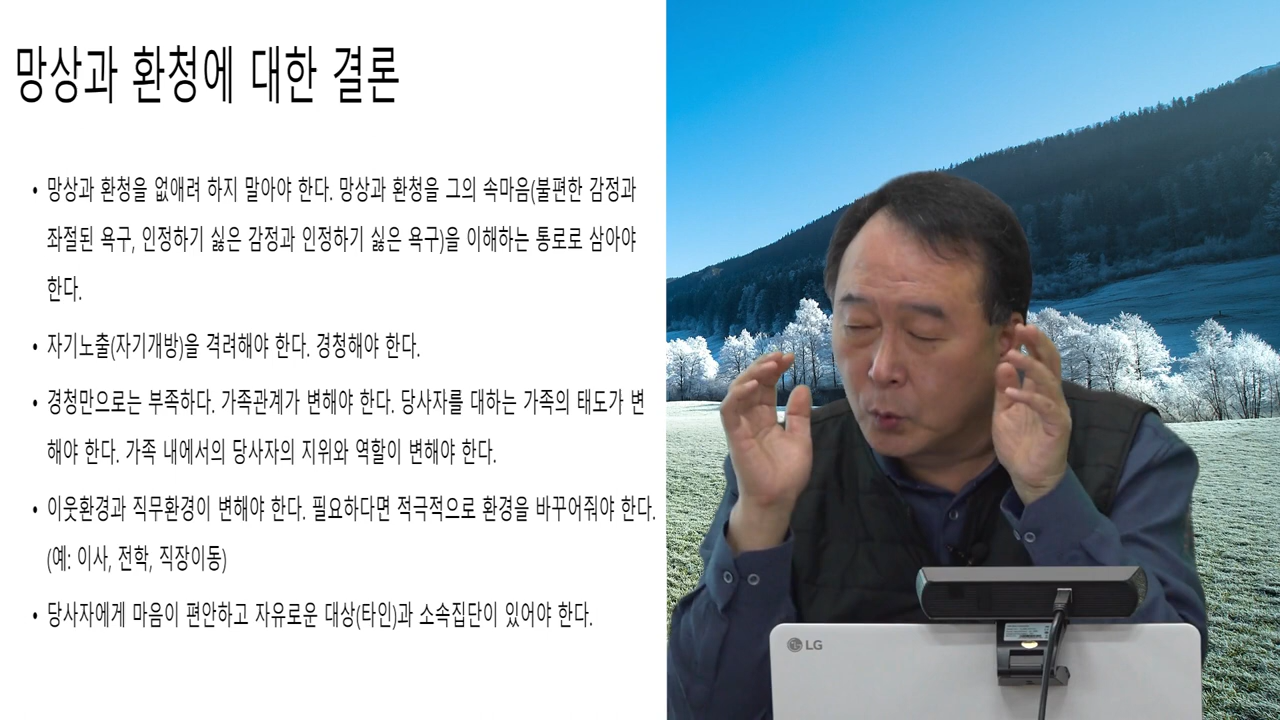 망상과 환청에 대한 결론
• 망상과 환청을 없애려 하지 말아야 한다. 망상과 환청을 그의 속마음(불편한 감정과
좌절된 욕구, 인정하기 싫은 감정과 인정하기 싫은 욕구)을 이해하는 통로로 삼아야
한다.
• 자기노출(자기개방)을 격려해야 한다. 경청해야 한다.
• 경청만으로는 부족하다. 가족관계가 변해야 한다. 당사자를 대하는 가족의 태도가 변
해야 한다. 가족 내에서의 당사자의 지위와 역할이 변해야 한다.
• 이웃환경과 직무환경이 변해야 한다. 필요하다면 적극적으로 환경을 바꾸어줘야 한다.
(예: 이사, 전학, 직장이동)
• 당사자에게 마음이 편안하고 자유로운 대상(타인)과 소속집단이 있어야 한다.
LG